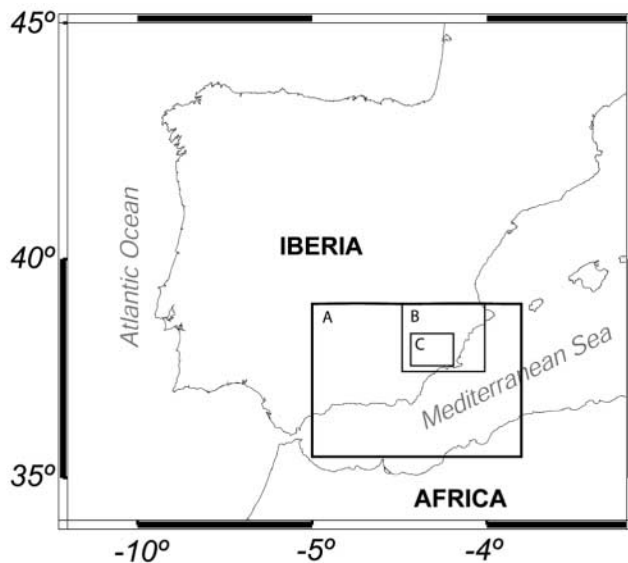 45º
Atlantic Ocean
IBERIA
40º
A
B
C
Mediterranean Sea
35º
AFRICA
-10º
-5º
-4º